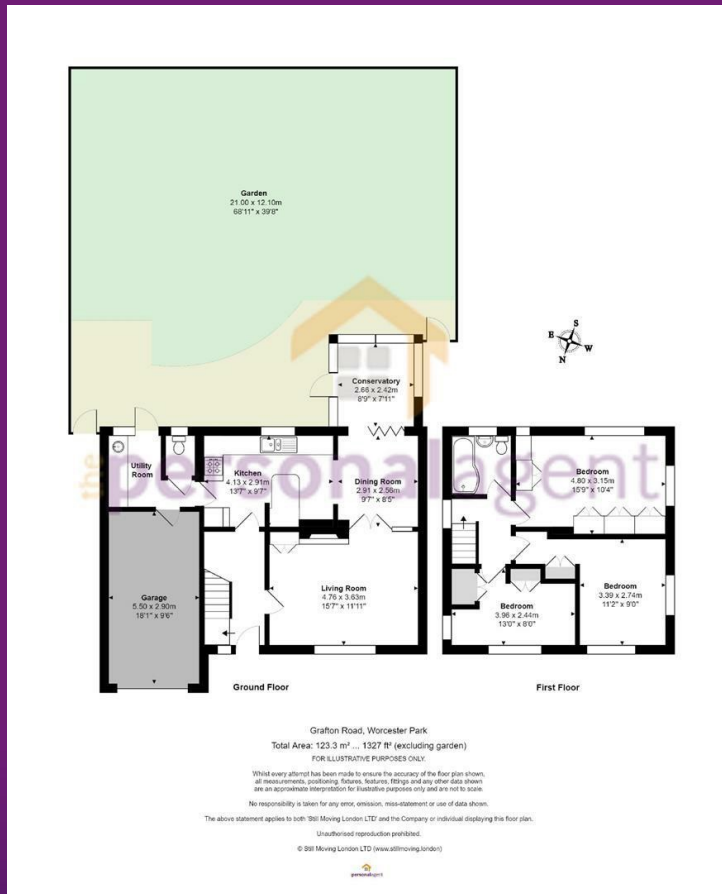 Garden
21.00 x 12.10m
68'11" x 39'8"
S
E
W
N
Conservatory
2.66 x 2.42m
8'9" x 7'11"
the
personalagent
Utility
Room
Kitchen
4.13 x 2.91m
13'7" x 9'7"
Dining Room
2.91 x 2.56m
9'7" x 8'5"
Bedroom
4.80 x 3.15m
15'9" x 10'4"
Garage
5.50 x 2.90m
18'1" x 9'6"
Living Room
4.76 x 3.63m
15'7" x 11'11"
Bedroom
3.96 x 2.44m
13'0" x 8'0"
Bedroom
3.39 x 2.74m
11'2" x 9'0"
Ground Floor
First Floor
Grafton Road, Worcester Park
Total Area: 123.3 m² ... 1327 ft² (excluding garden)
FOR ILLUSTRATIVE PURPOSES ONLY.
Whilst every attempt has been made to ensure the accuracy of the floor plan shown,
all measurements, positioning, fixtures, features, fittings and any other data shown
are an approximate interpretation for illustrative purposes only and are not to scale.
No responsibility is taken for any error, omission, miss-statement or use of data shown.
The above statement applies to both 'Still Moving London LTD' and the Company or individual displaying this floor plan.
Unauthorised reproduction prohibited.
© Still Moving London LTD (www.stillmoving.london)
personalagent